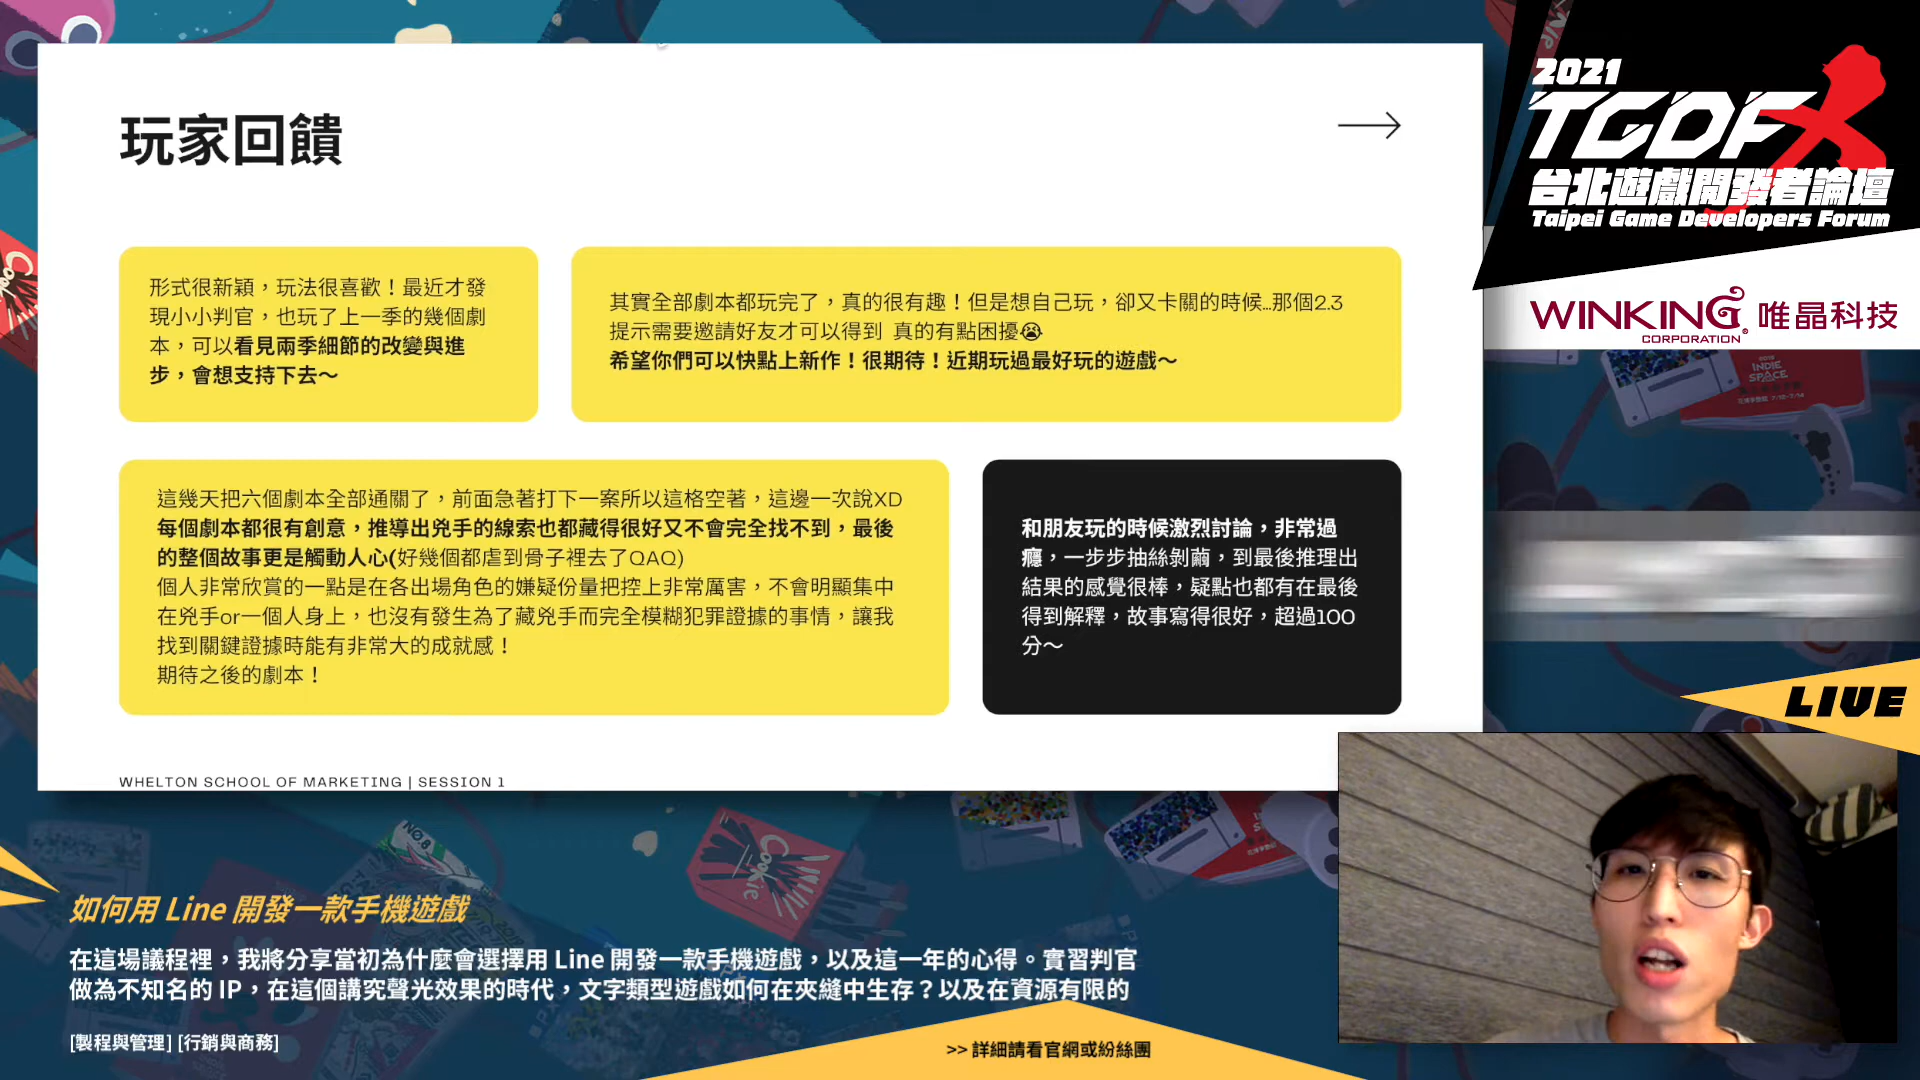 玩家回饋
形式很新穎，玩法很喜歡！最近才發
現小小判官，也玩了上一季的幾個劇
本，可以看見兩季細節的改變與進
步，會想支持下去～
其實全部劇本都玩完了，真的很有趣！但是想自己玩，卻又卡關的時候...那個2.3
提示需要邀請好友才可以得到 真的有點困擾😭
希望你們可以快點上新作！很期待！近期玩過最好玩的遊戲～
這幾天把六個劇本全部通關了，前面急著打下一案所以這格空著，這邊一次說XD
每個劇本都很有創意，推導出兇手的線索也都藏得很好又不會完全找不到，最後
的整個故事更是觸動人心(好幾個都虐到骨子裡去了QAQ)
個人非常欣賞的一點是在各出場角色的嫌疑份量把控上非常厲害，不會明顯集中
在兇手or一個人身上，也沒有發生為了藏兇手而完全模糊犯罪證據的事情，讓我
找到關鍵證據時能有非常大的成就感！
期待之後的劇本！
和朋友玩的時候激烈討論，非常過
癮，一步步抽絲剝繭，到最後推理出
結果的感覺很棒，疑點也都有在最後
得到解釋，故事寫得很好，超過100
分～
WHELTON SCHOOL OF MARKETING | SESSION 1
2021
TGDF X
台北遊戲開發者論壇
Taipei Game Developers Forum
WINKING 唯晶科技
CORPORATION
INDIE
SPACE
LIVE
NO.8
Cookie
如何用 Line 開發一款手機遊戲
在這場議程裡，我將分享當初為什麼會選擇用 Line 開發一款手機遊戲，以及這一年的心得。實習判官
做為不知名的 IP，在這個講究聲光效果的時代，文字類型遊戲如何在夾縫中生存？以及在資源有限的
[製程與管理] [行銷與商務]
>> 詳細請看官網或紛絲團